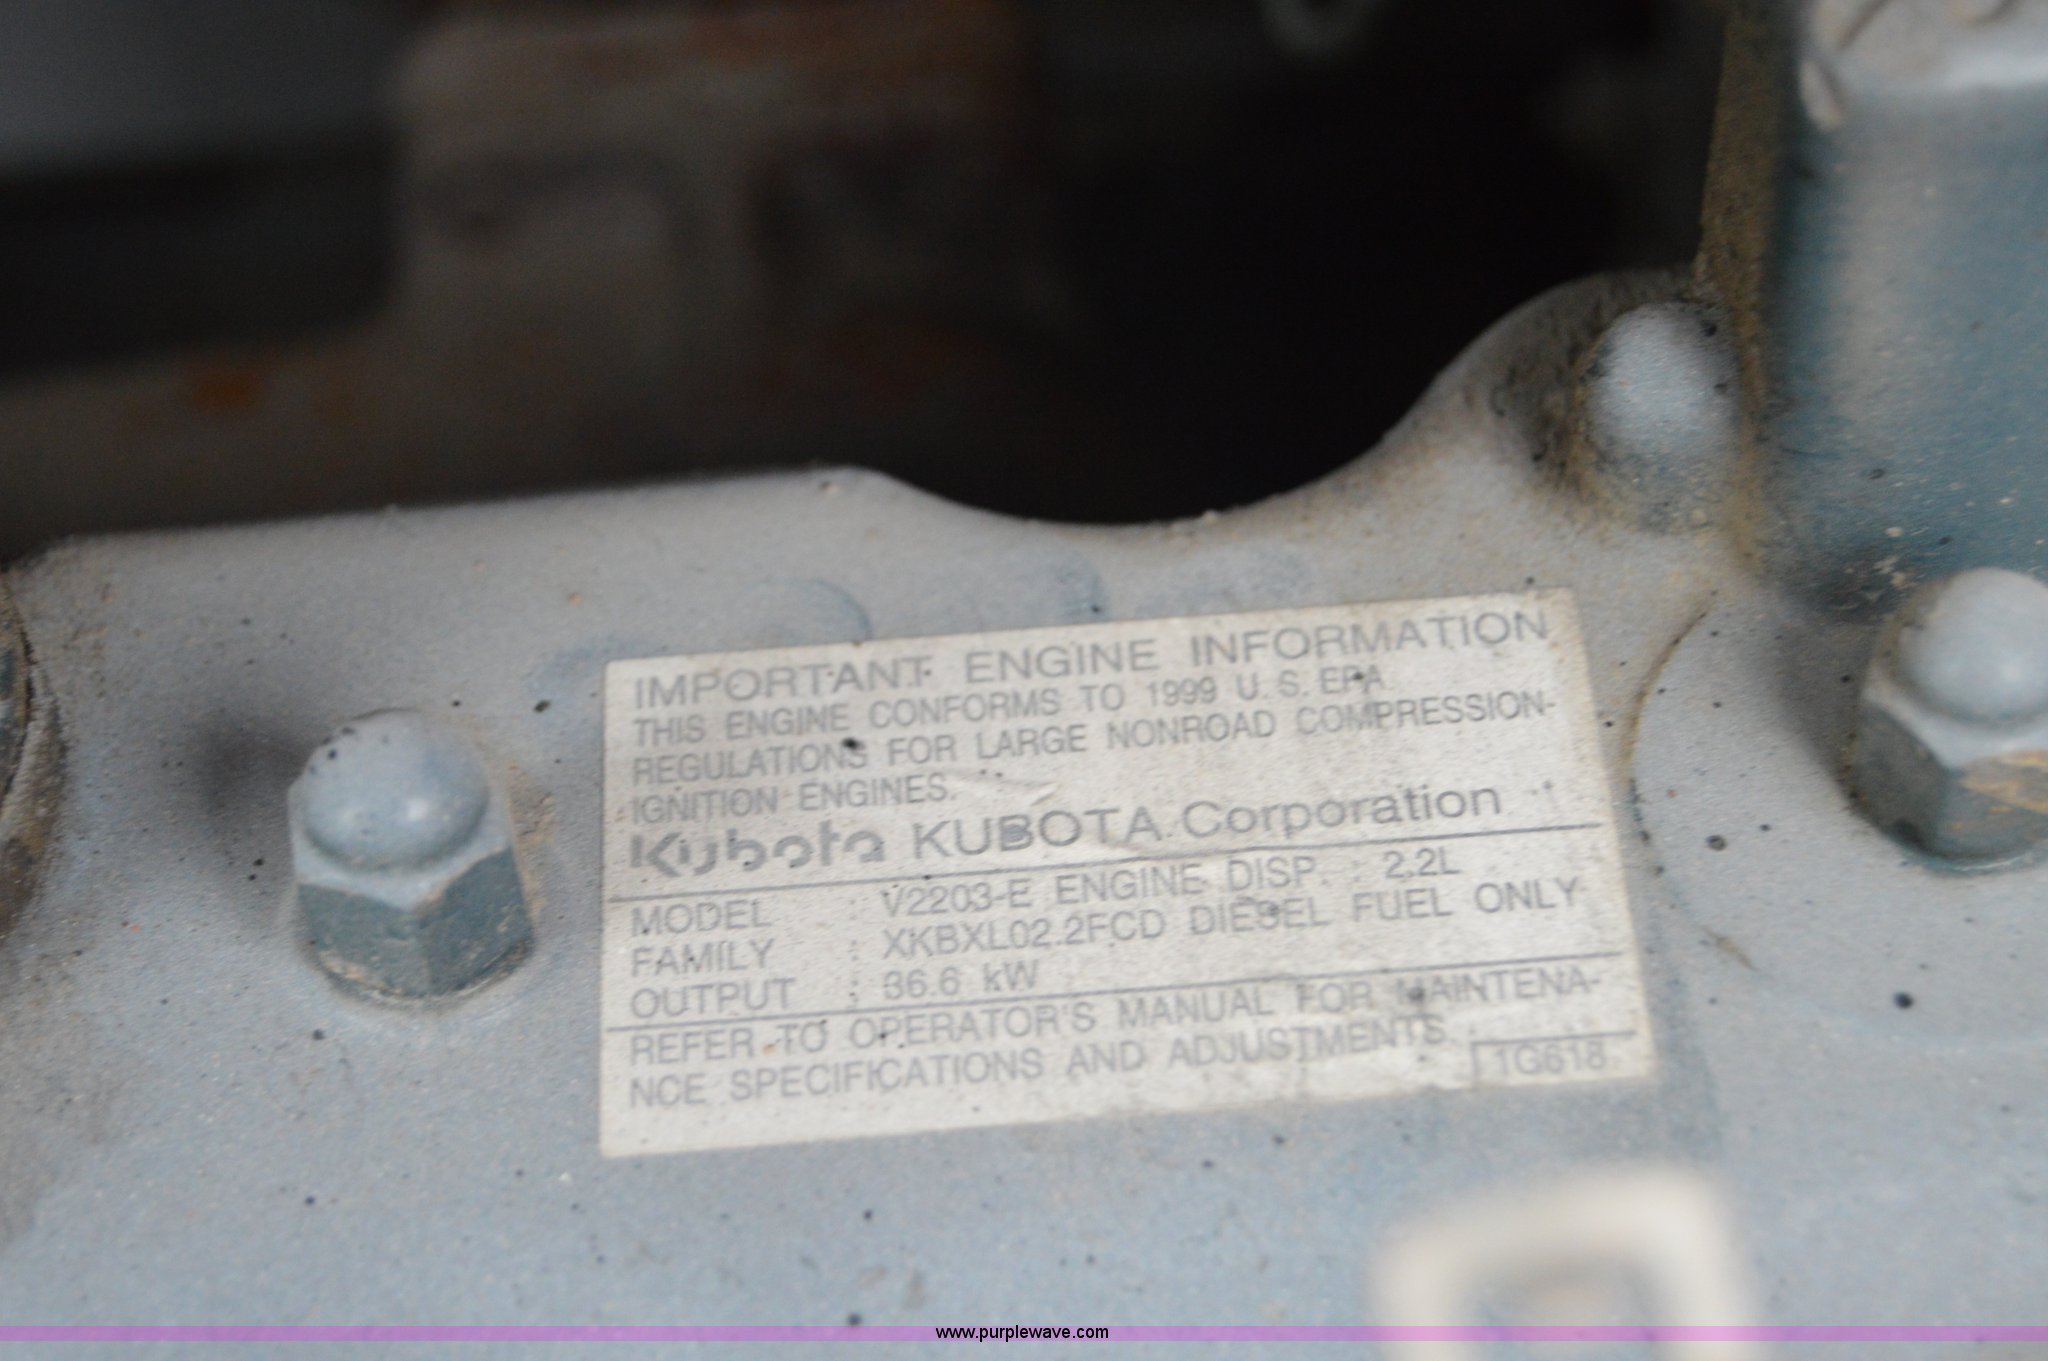 IMPORTANT ENGINE INFORMATION
THIS ENGINE CONFORMS TO 1999 U.S. EPA
REGULATIONS FOR LARGE NONROAD COMPRESSION-
IGNITION ENGINES.
Kubota KUBOTA Corporation
MODEL : V2203-E ENGINE DISP. : 2.2L
FAMILY : XKBXL02.2FCD DIESEL FUEL ONLY
OUTPUT : 36.6 kW
REFER TO OPERATOR'S MANUAL FOR MAINTENA-
NCE SPECIFICATIONS AND ADJUSTMENTS.
1G618
www.purplewave.com